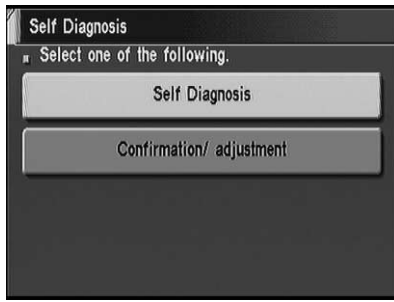 Self Diagnosis
Select one of the following.
Self Diagnosis
Confirmation/ adjustment